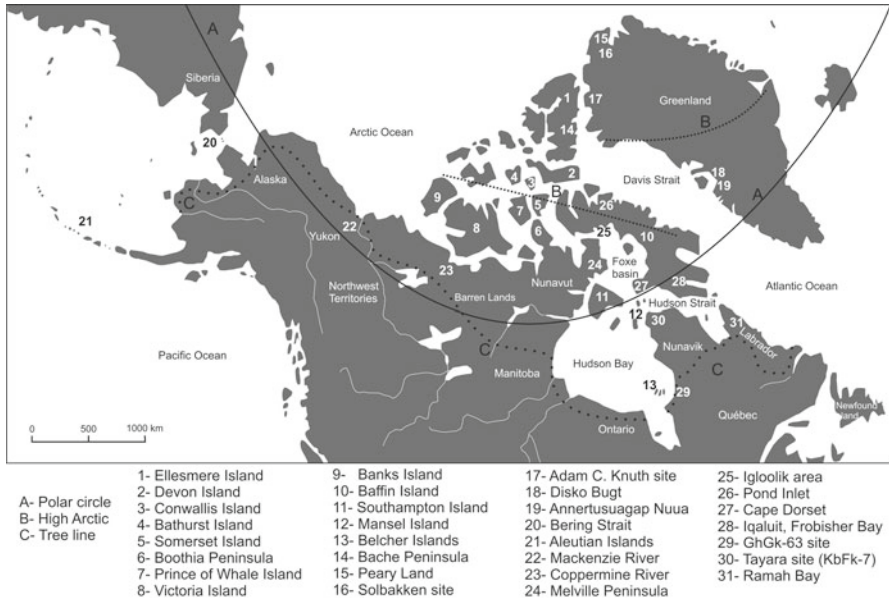 A
Siberia
15
16
1
17
Greenland
B
20
Arctic Ocean
14
Alaska
4
3
2
Davis Strait
18
19
A
C
9
B
26
21
22
Yukon
8
7
5
6
25
10
23
24
Foxe
basin
Northwest
Territories
Barren Lands
Nunavut
11
27
28
Hudson Strait
Atlantic Ocean
12
30
31
Labrador
Pacific Ocean
C
Hudson Bay
Nunavik
Manitoba
C
13
29
Québec
Newfound
land
Ontario
0 500 1000 km
A- Polar circle
B- High Arctic
C- Tree line
1- Ellesmere Island
2- Devon Island
3- Conwallis Island
4- Bathurst Island
5- Somerset Island
6- Boothia Peninsula
7- Prince of Whale Island
8- Victoria Island
9- Banks Island
10- Baffin Island
11- Southampton Island
12- Mansel Island
13- Belcher Islands
14- Bache Peninsula
15- Peary Land
16- Solbakken site
17- Adam C. Knuth site
18- Disko Bugt
19- Annertusuagap Nuua
20- Bering Strait
21- Aleutian Islands
22- Mackenzie River
23- Coppermine River
24- Melville Peninsula
25- Igloolik area
26- Pond Inlet
27- Cape Dorset
28- Iqaluit, Frobisher Bay
29- GhGk-63 site
30- Tayara site (KbFk-7)
31- Ramah Bay